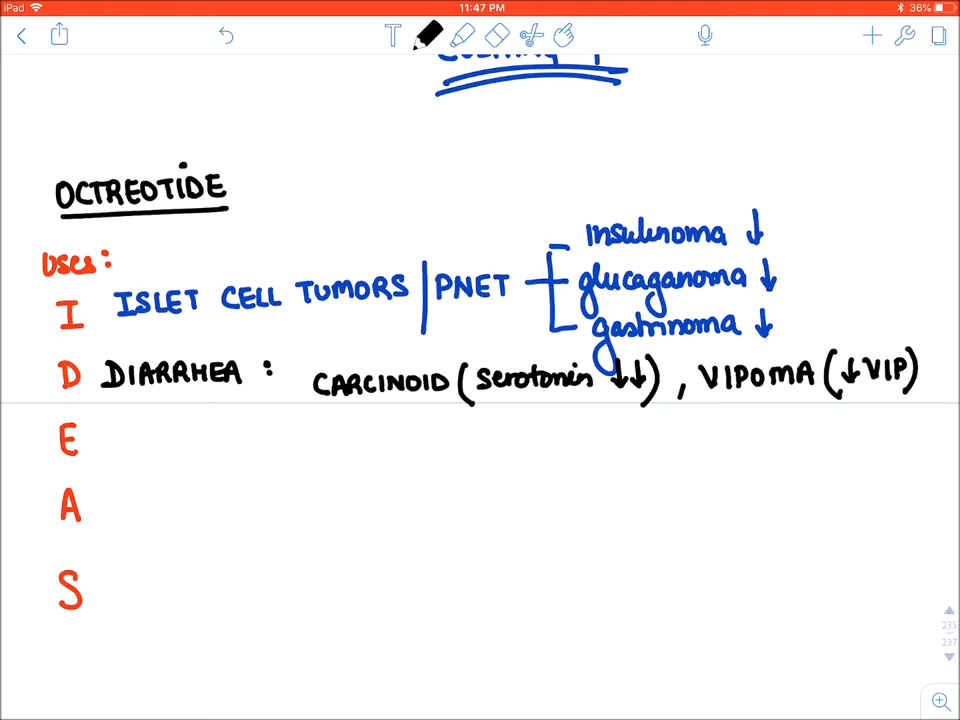 iPad 11:47 PM 36%
T
OCTREOTIDE
Uses:
insulinoma ↓
I ISLET CELL TUMORS | PNET glucaganoma ↓
gastrinoma ↓
D DIARRHEA : CARCINOID (Serotonin ↓↓), VIPOMA (↓VIP)
E
A
S
235
237